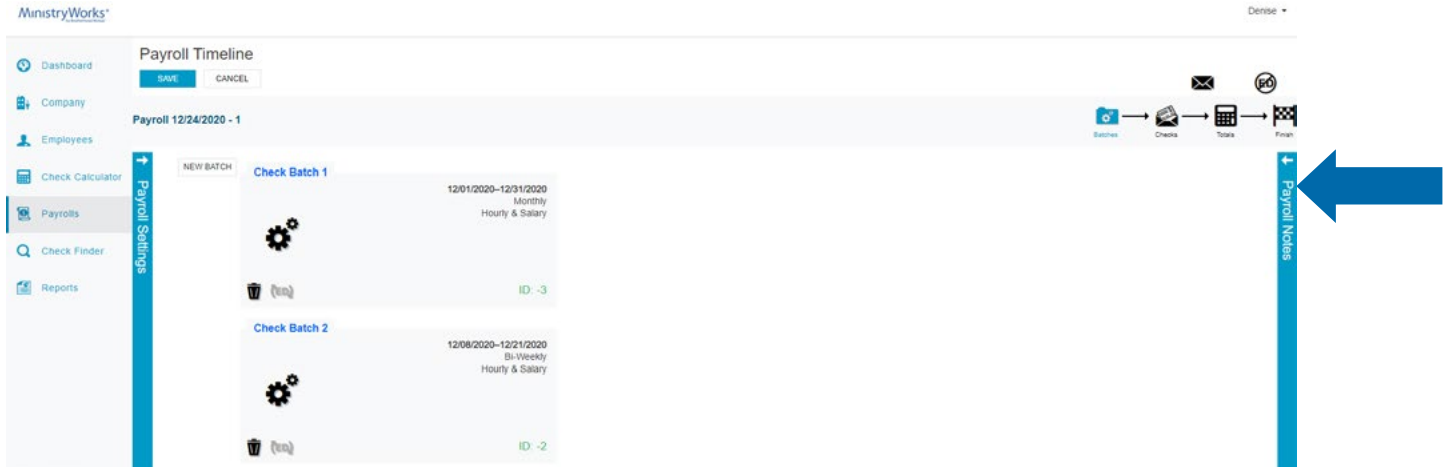 MinistryWorks
Denise
Payroll Timeline
SAVE
CANCEL
Dashboard
Company
Employees
Check Calculator
Payrolls
Check Finder
Reports
Payroll 12/24/2020 - 1
ED
Batches
Checks
Totals
Finish
Payroll Settings
NEW BATCH
Check Batch 1
12/01/2020–12/31/2020
Monthly
Hourly & Salary
(ED)
ID: -3
Check Batch 2
12/08/2020–12/21/2020
Bi-Weekly
Hourly & Salary
(ED)
ID: -2
Payroll Notes